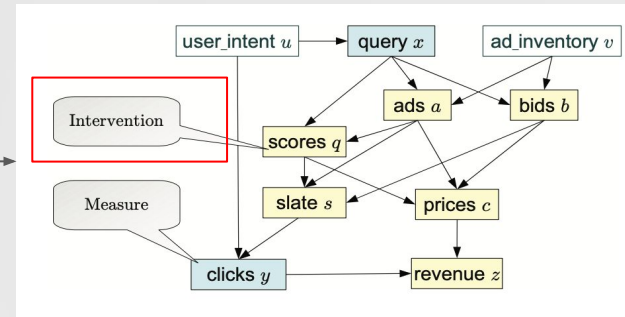 user_intent u
query x
ad_inventory v
ads a
bids b
Intervention
scores q
slate s
prices c
Measure
clicks y
revenue z